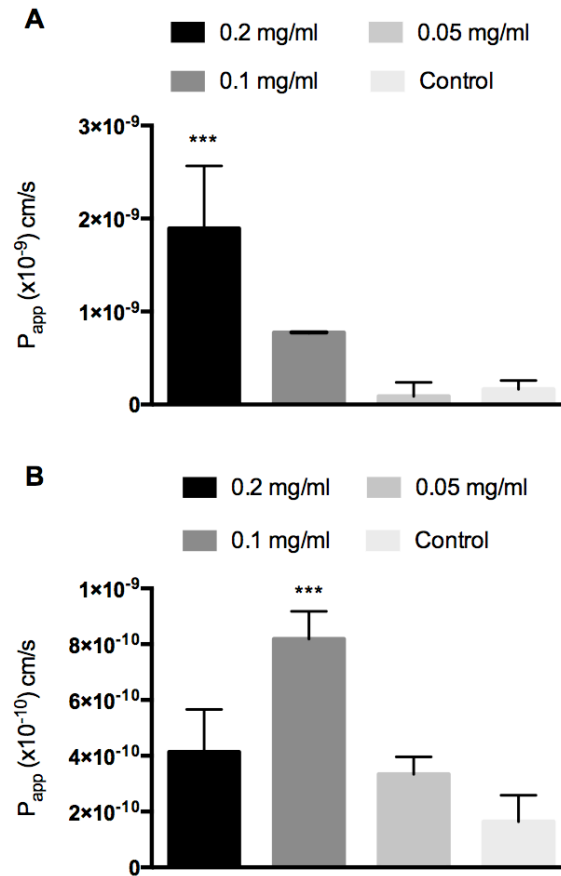 A
0.2 mg/ml 0.05 mg/ml
0.1 mg/ml Control
3×10⁻⁹
***
2×10⁻⁹
1×10⁻⁹
0
Pₐₚₚ (x10⁻⁹) cm/s
B
0.2 mg/ml 0.05 mg/ml
0.1 mg/ml Control
1×10⁻⁹
***
8×10⁻¹⁰
6×10⁻¹⁰
4×10⁻¹⁰
2×10⁻¹⁰
0
Pₐₚₚ (x10⁻¹⁰) cm/s